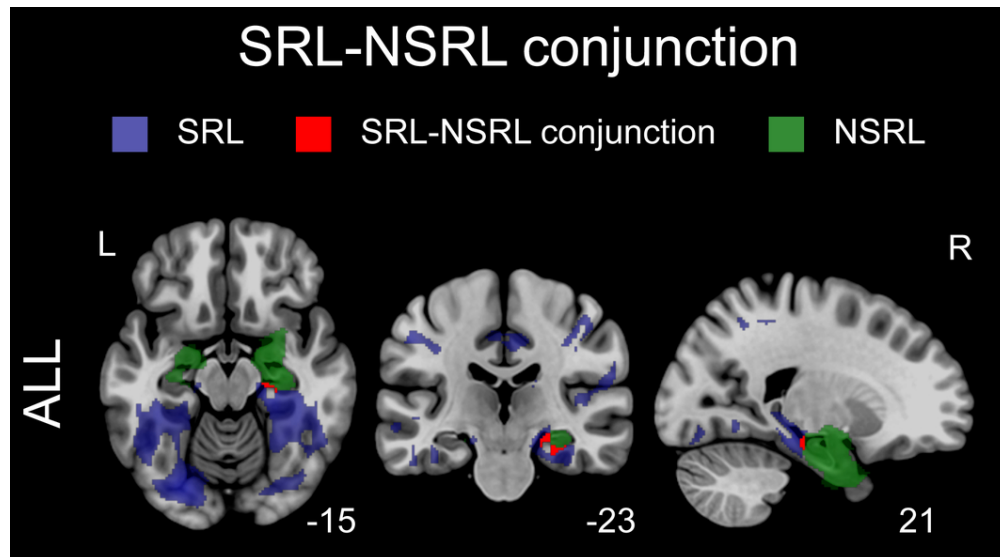 SRL-NSRL conjunction
SRL SRL-NSRL conjunction NSRL
L R
ALL
-15 -23 21